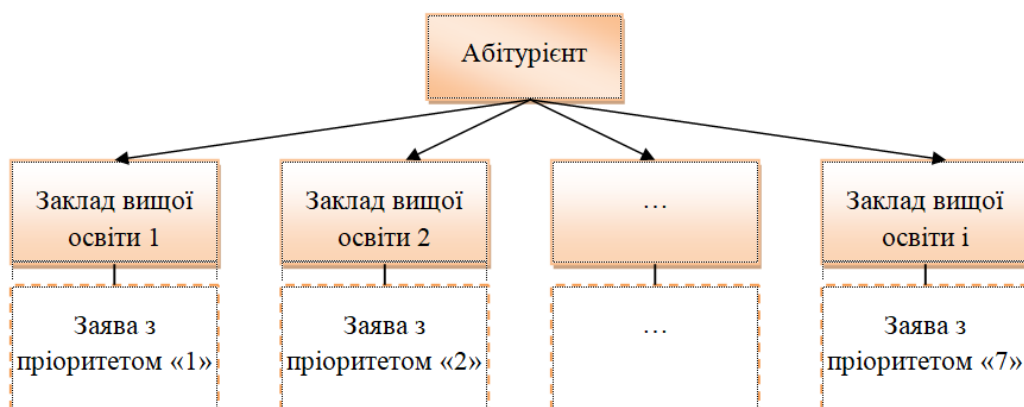 Абітурієнт
Заклад вищої
освіти 1
Заклад вищої
освіти 2
…
Заклад вищої
освіти і
Заява з
пріоритетом «1»
Заява з
пріоритетом «2»
…
Заява з
пріоритетом «7»